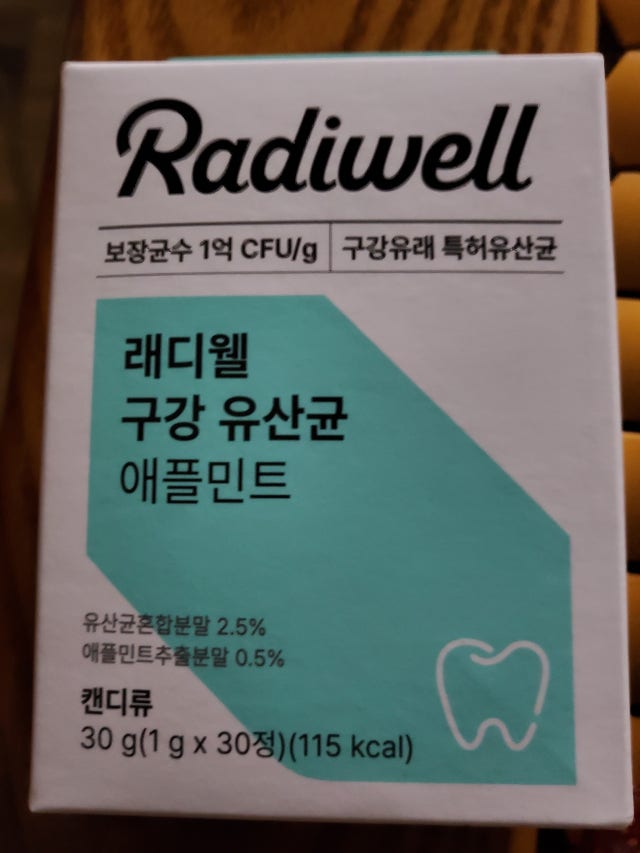 Radiwell
보장균수 1억 CFU/g 구강유래 특허유산균
래디웰
구강 유산균
애플민트
유산균혼합분말 2.5%
애플민트추출분말 0.5%
캔디류
30 g(1 g x 30정)(115 kcal)